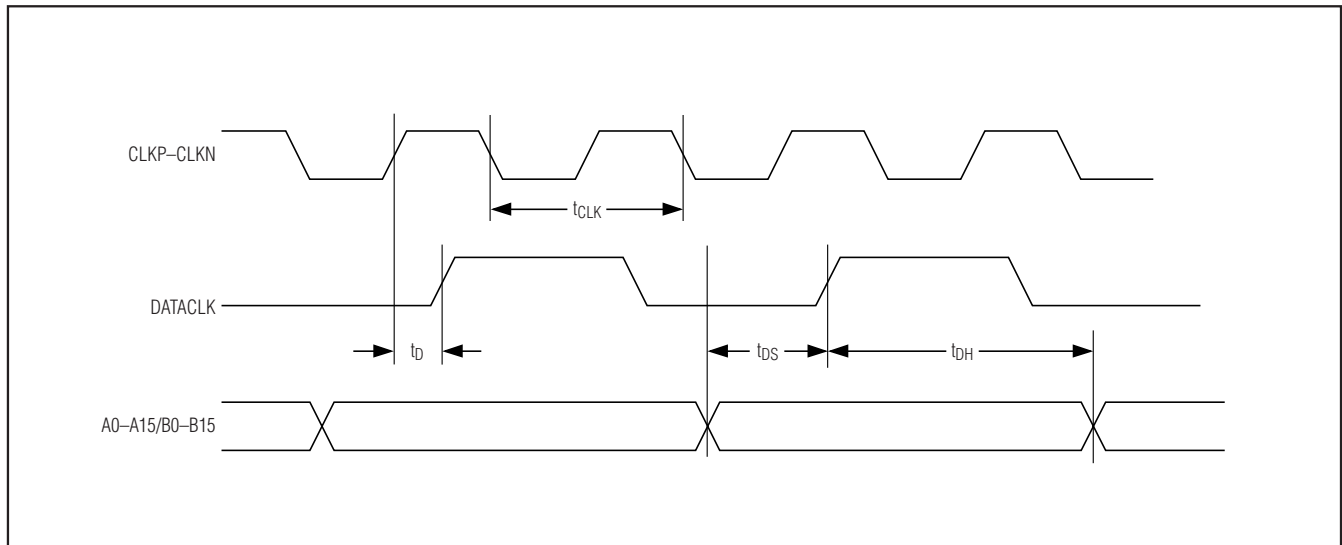 CLKP–CLKN
tCLK
DATACLK
tD
tDS
tDH
A0–A15/B0–B15